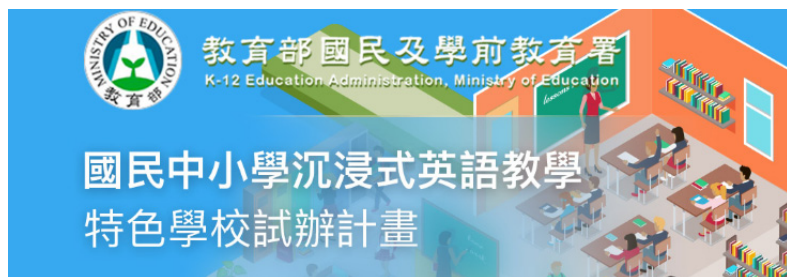 MINISTRY OF EDUCATION
教育部
教育部國民及學前教育署
K-12 Education Administration, Ministry of Education
lessons
國民中小學沉浸式英語教學
特色學校試辦計畫